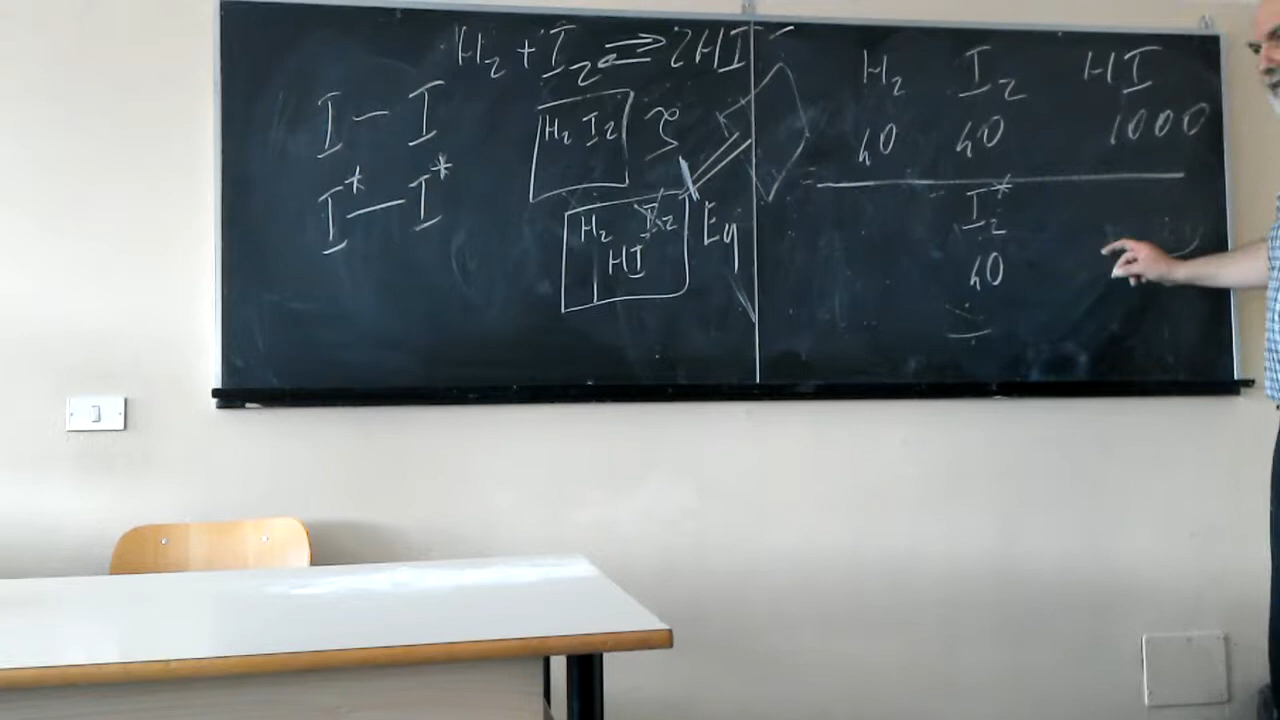 H₂ + I₂ ⇌ 2HI
I — I
I* — I*
H₂ I₂
H₂ I₂
HI
Eq
H₂ I₂ HI
40 40 1000
I₂*
40